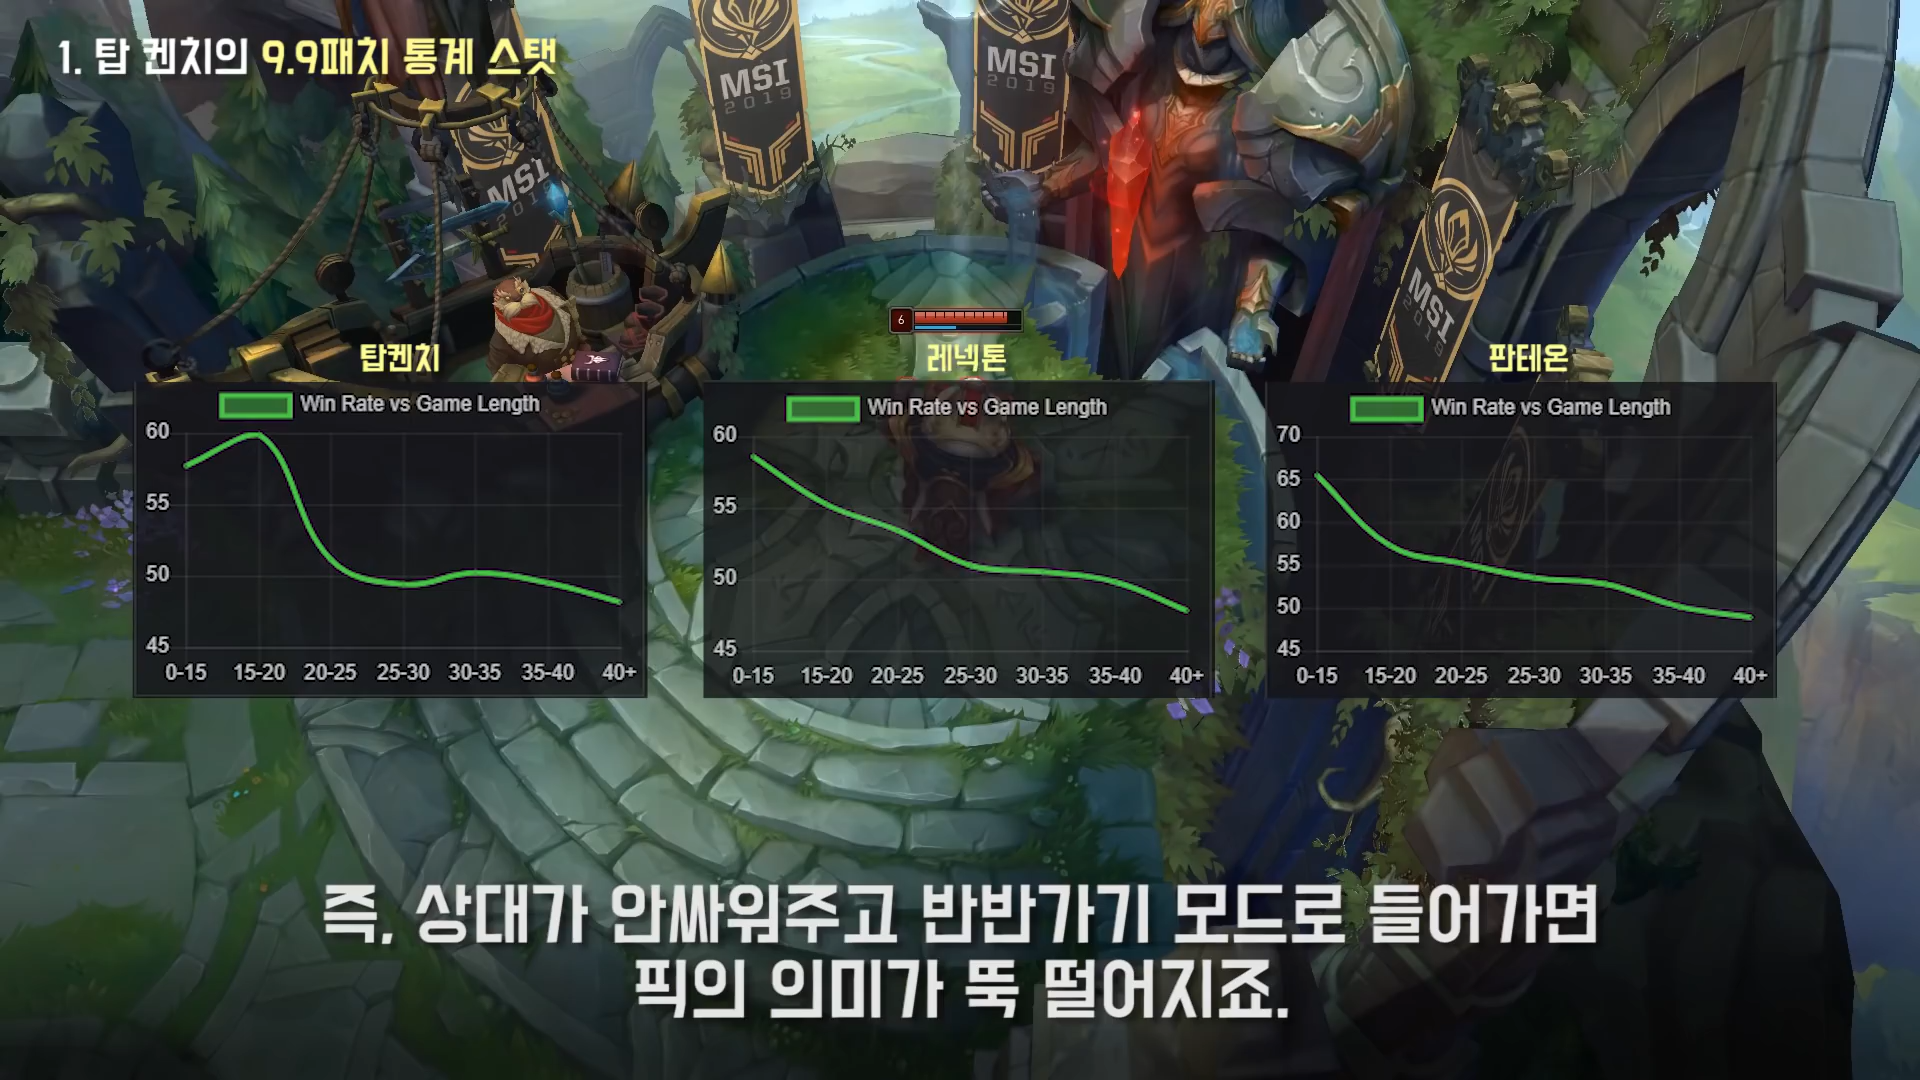 1. 탑 켄치의 9.9패치 통계 스탯
MSI
2019
MSI
2019
MSI
201
MSI
2019
6
탑켄치
레넥톤
판테온
Win Rate vs Game Length
60
55
50
45
0-15 15-20 20-25 25-30 30-35 35-40 40+
Win Rate vs Game Length
60
55
50
45
0-15 15-20 20-25 25-30 30-35 35-40 40+
Win Rate vs Game Length
70
65
60
55
50
45
0-15 15-20 20-25 25-30 30-35 35-40 40+
즉, 상대가 안싸워주고 반반가기 모드로 들어가면
픽의 의미가 뚝 떨어지죠.